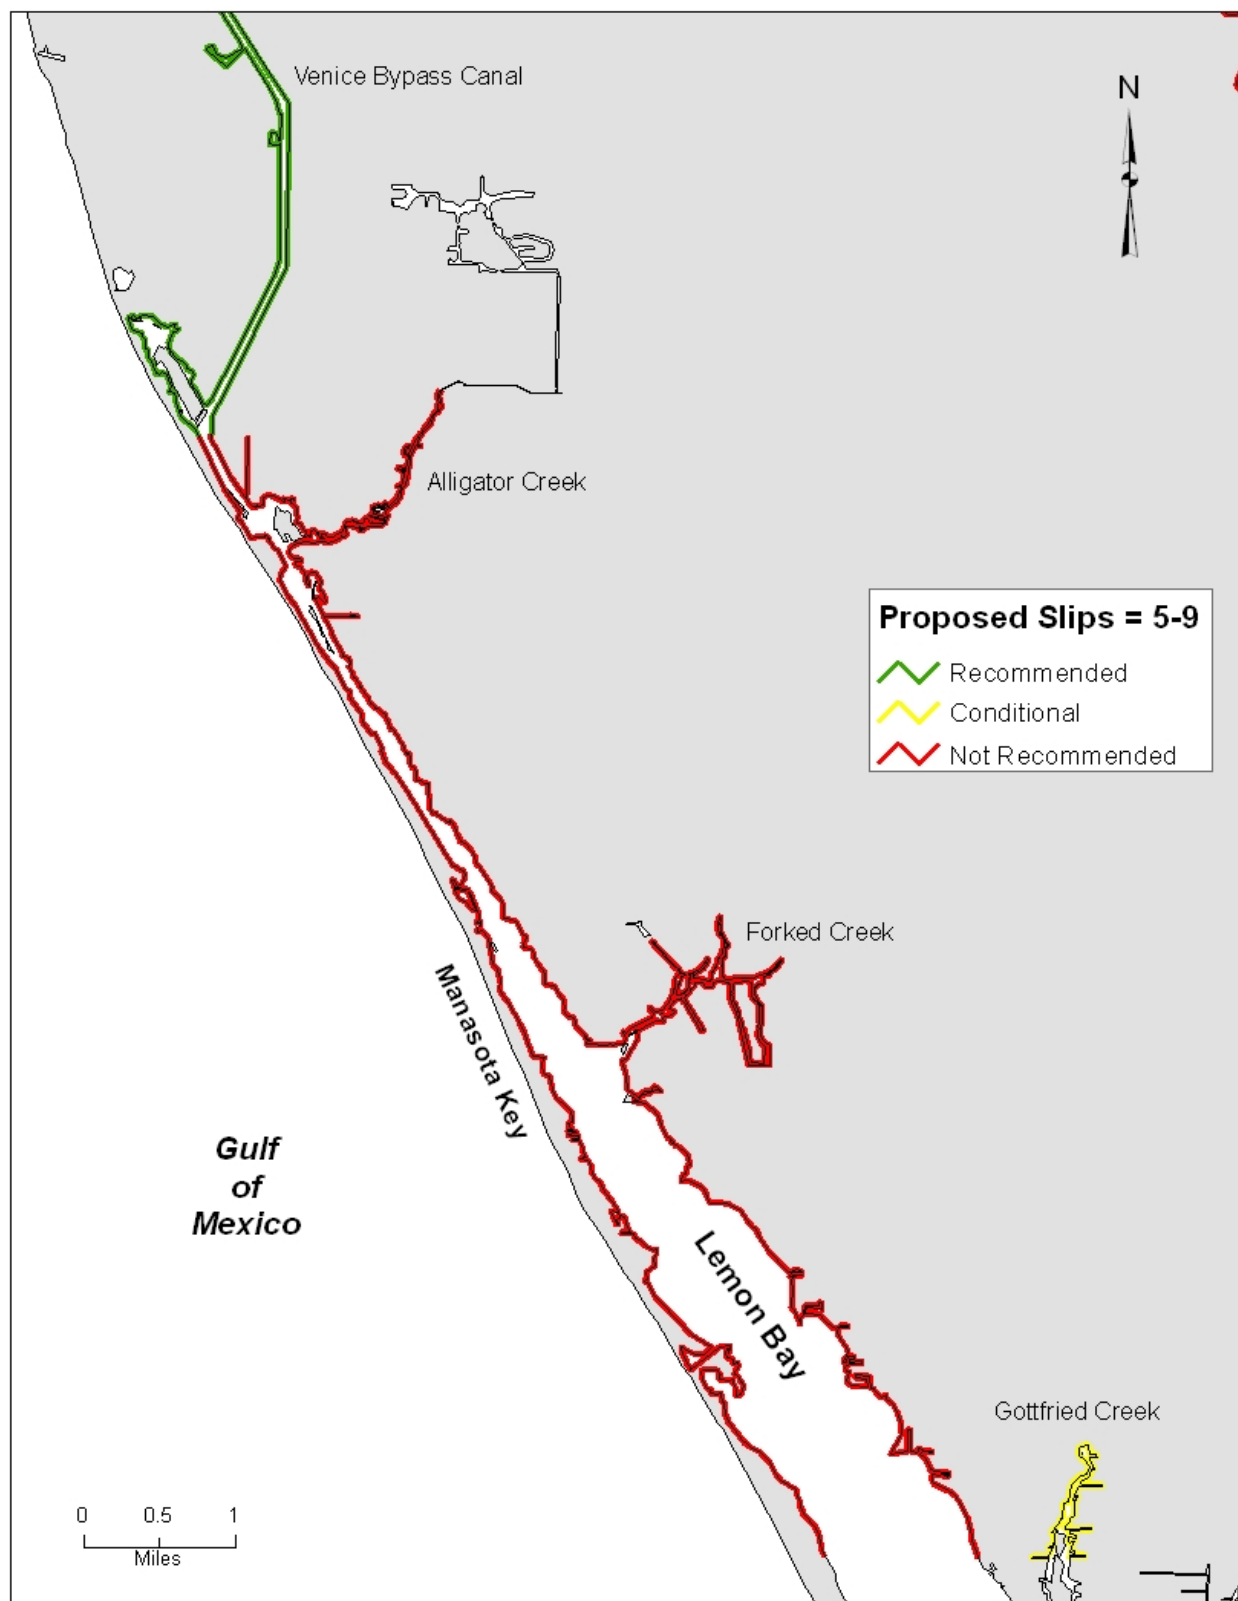 Venice Bypass Canal
N
Alligator Creek
Proposed Slips = 5-9
Recommended
Conditional
Not Recommended
Forked Creek
Manasota Key
Gulf
of
Mexico
Lemon Bay
Gottfried Creek
0 0.5 1
Miles